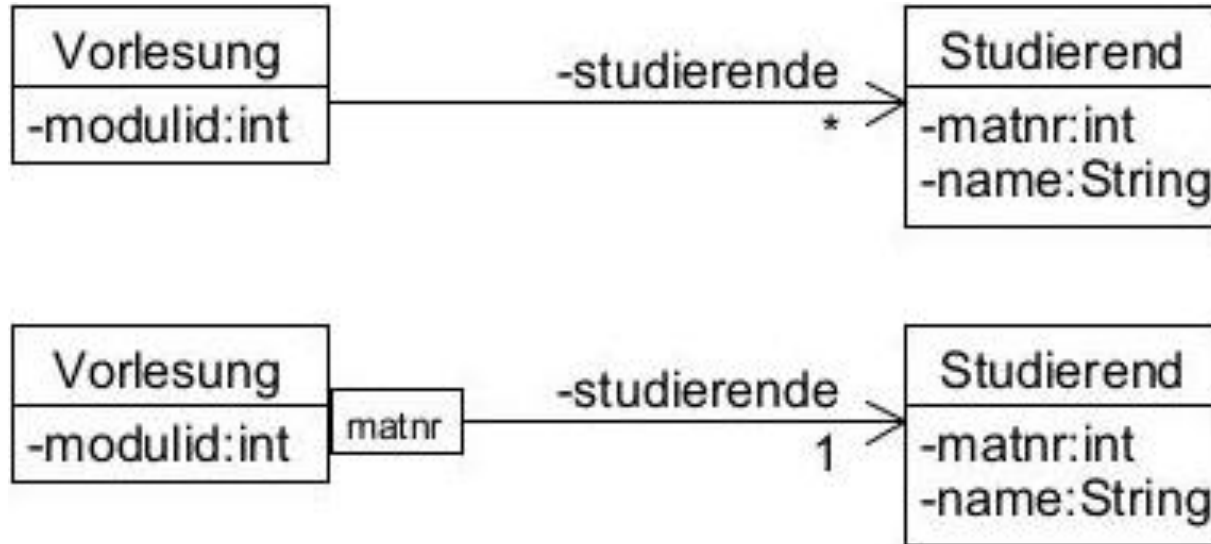 Vorlesung
-modulid:int
-studierende
*
Studierend
-matnr:int
-name:String
Vorlesung
-modulid:int
matnr
-studierende
1
Studierend
-matnr:int
-name:String